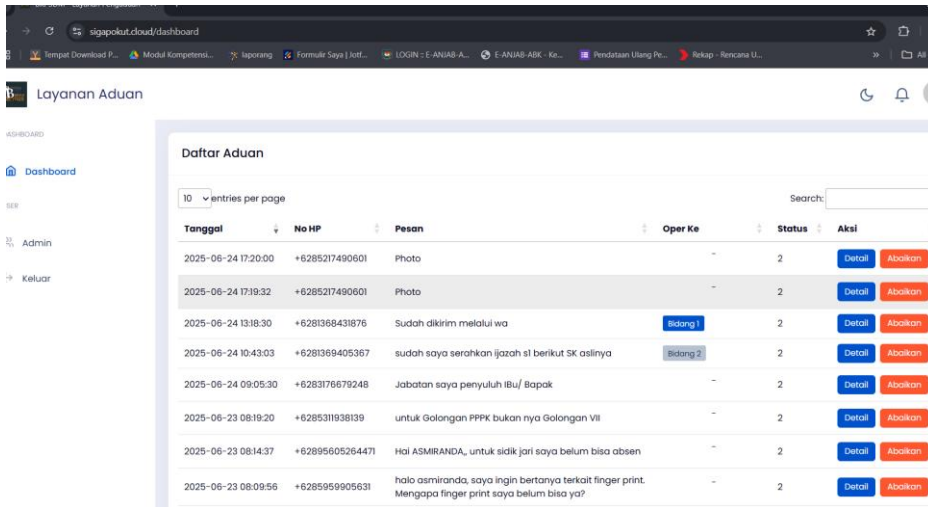 sigapokut.cloud/dashboard
Tempat Download P... Modul Kompetensi... laporang Formulir Saya | Jotf... LOGIN :: E-ANJAB-A... E-ANJAB-ABK - Ke... Pendataan Ulang Pe... Rekap - Rencana U... » All
Layanan Aduan
DASHBOARD
Dashboard
Admin
Keluar
Daftar Aduan
10 entries per page
Search:
Tanggal No HP Pesan Oper Ke Status Aksi
2025-06-24 17:20:00 +6285217490601 Photo - 2 Detail Abaikan
2025-06-24 17:19:32 +6285217490601 Photo - 2 Detail Abaikan
2025-06-24 13:18:30 +6281368431876 Sudah dikirim melalui wa Bidang 1 2 Detail Abaikan
2025-06-24 10:43:03 +6281369405367 sudah saya serahkan ijazah s1 berikut SK aslinya Bidang 2 2 Detail Abaikan
2025-06-24 09:05:30 +6283176679248 Jabatan saya penyuluh IBu/ Bapak - 2 Detail Abaikan
2025-06-23 08:19:20 +6285311938139 untuk Golongan PPPK bukan nya Golongan VII - 2 Detail Abaikan
2025-06-23 08:14:37 +62895605264471 Hai ASMIRANDA,, untuk sidik jari saya belum bisa absen - 2 Detail Abaikan
2025-06-23 08:09:56 +6285959905631 halo asmiranda, saya ingin bertanya terkait finger print. - 2 Detail Abaikan
Mengapa finger print saya belum bisa ya?